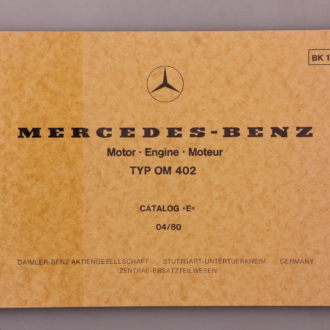 BK 1
MERCEDES-BENZ
Motor · Engine · Moteur
TYP OM 402
CATALOG »E«
04/80
DAIMLER-BENZ AKTIENGESELLSCHAFT STUTTGART-UNTERTUERKHEIM GERMANY
ZENTRAL-ERSATZTEILWESEN